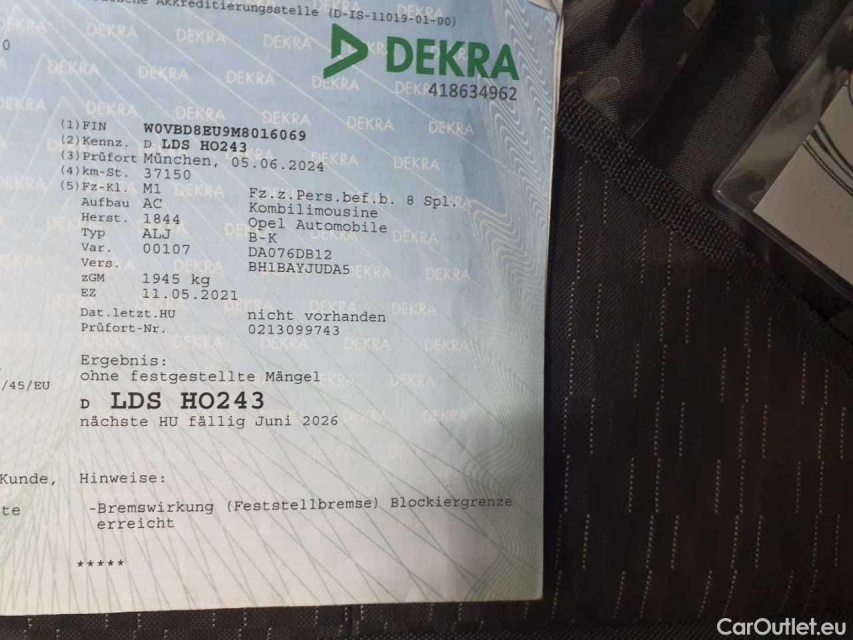 Akkreditierungsstelle (D-IS-11019-01-00)
DEKRA
418634962
0
(1) FIN W0VBD8EU9M8016069
(2) Kennz. D LDS HO243
(3) Prüfort München, 05.06.2024
(4) km-St. 37150
(5) Fz-Kl. M1 Fz.z.Pers.bef.b. 8 Spl.
Aufbau AC Kombilimousine
Herst. 1844 Opel Automobile
Typ ALJ B-K
Var. 00107 DA076DB12
Vers. BH1BAYJUDA5
zGM 1945 kg
EZ 11.05.2021
Dat.letzt.HU nicht vorhanden
Prüfort-Nr. 0213099743
Ergebnis:
ohne festgestellte Mängel
/45/EU
D LDS HO243
nächste HU fällig Juni 2026
Kunde, Hinweise:
te -Bremswirkung (Feststellbremse) Blockiergrenze
erreicht
*****
CarOutlet.eu